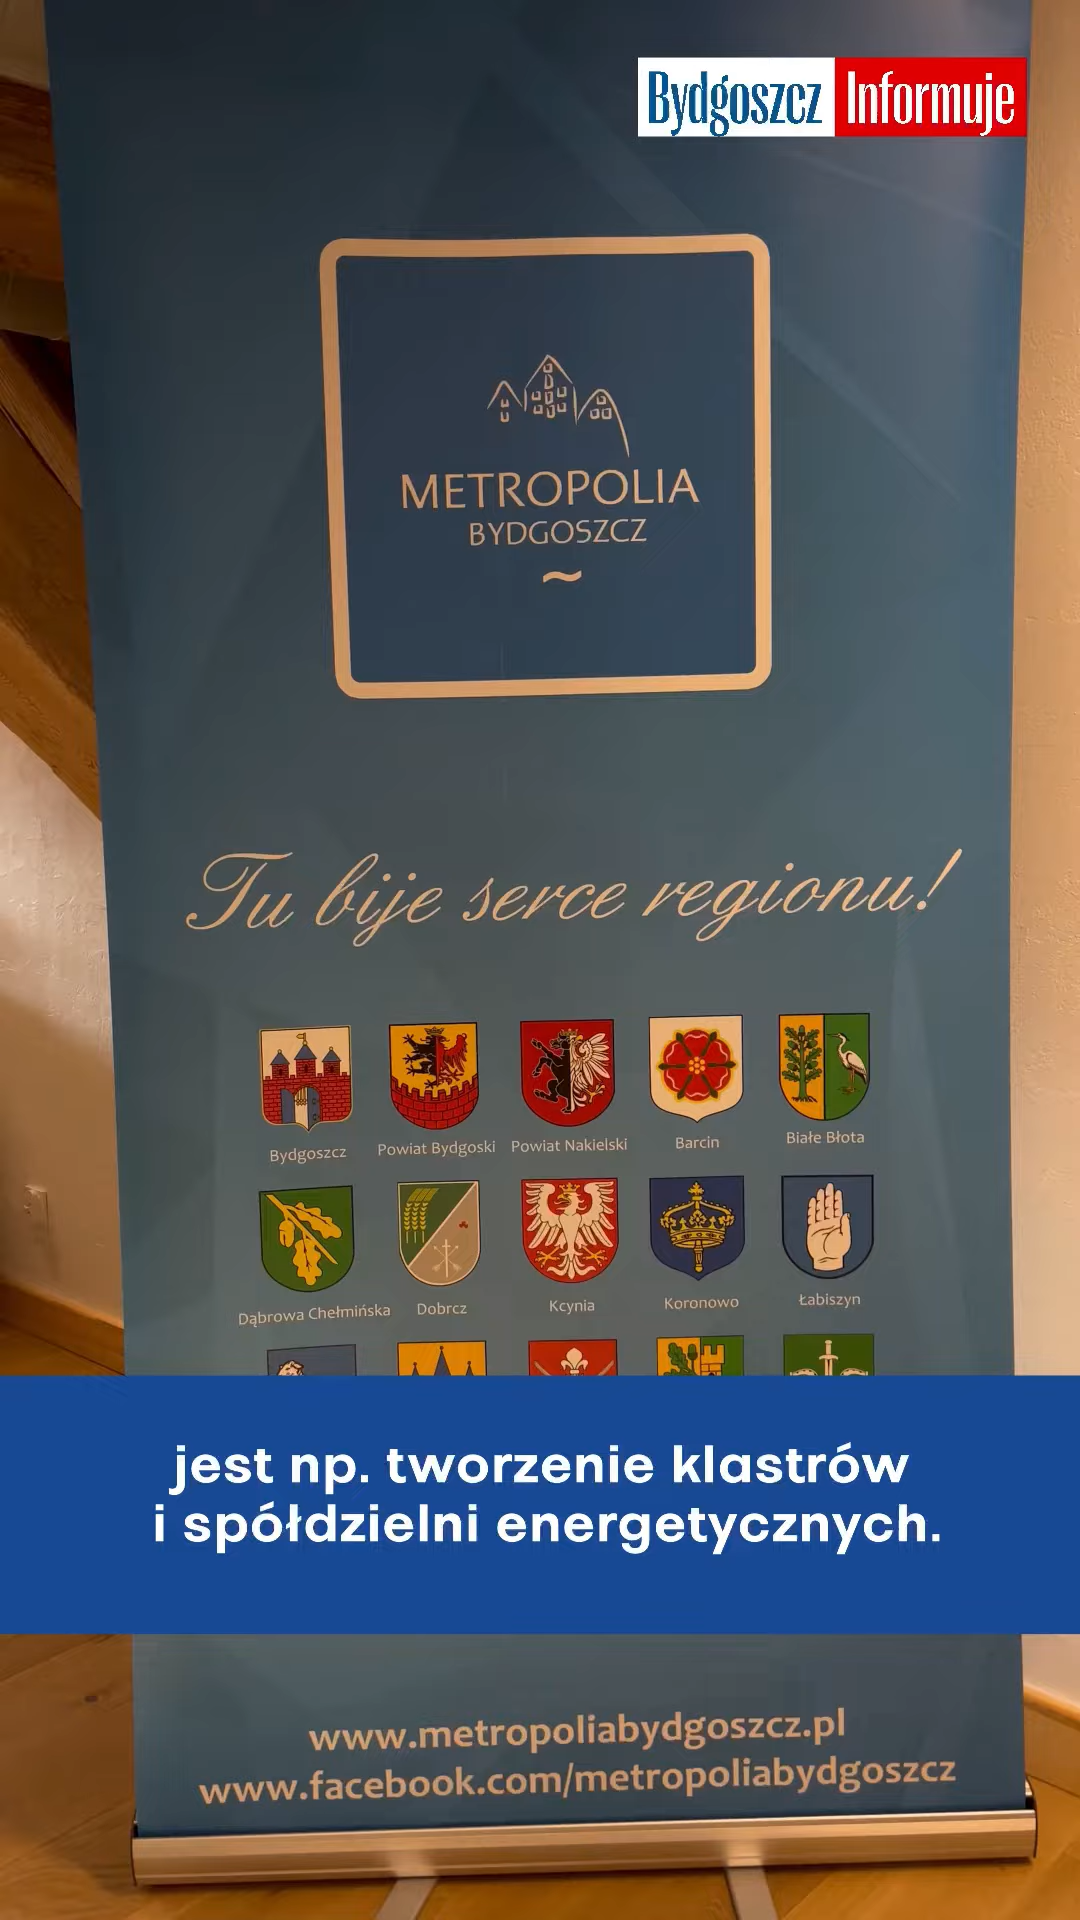 Bydgoszcz Informuje
METROPOLIA
BYDGOSZCZ
Tu bije serce regionu!
Bydgoszcz Powiat Bydgoski Powiat Nakielski Barcin Białe Błota
Dąbrowa Chełmińska Dobrcz Kcynia Koronowo Łabiszyn
jest np. tworzenie klastrów
i spółdzielni energetycznych.
www.metropoliabydgoszcz.pl
www.facebook.com/metropoliabydgoszcz